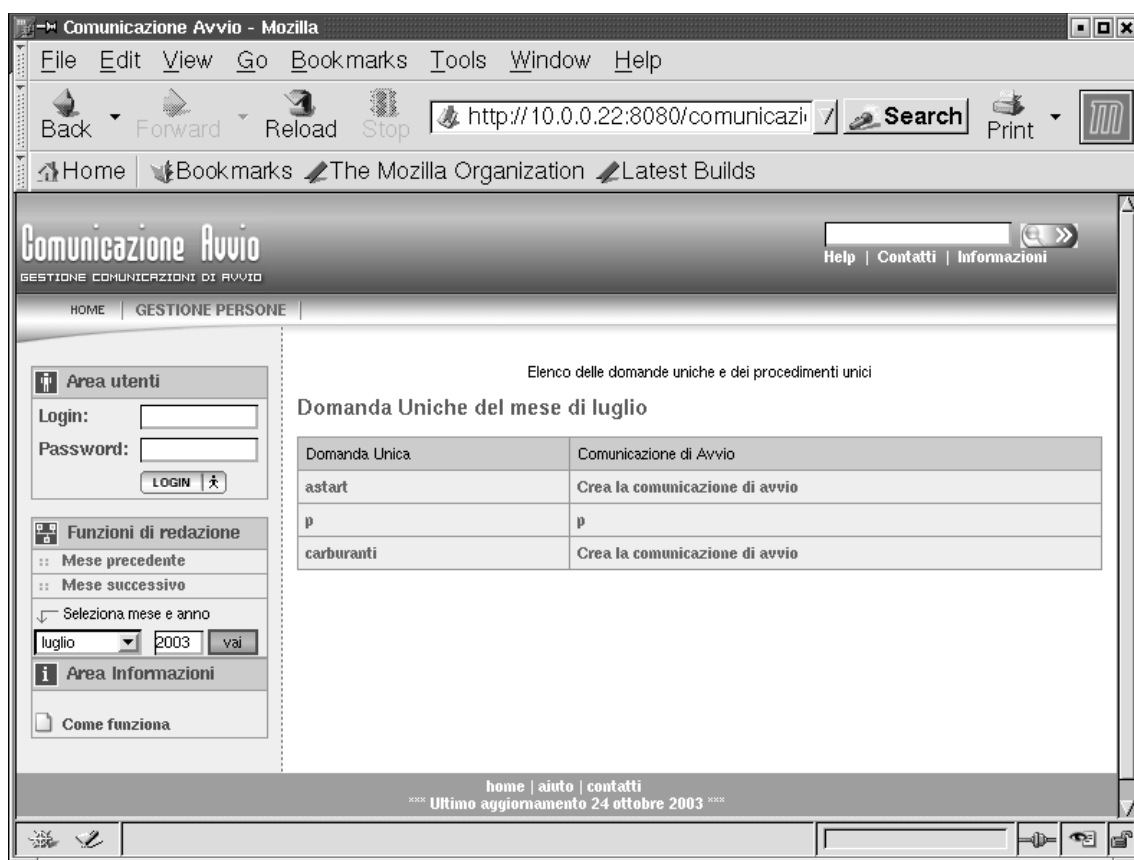 Comunicazione Avvio - Mozilla
File Edit View Go Bookmarks Tools Window Help
Back Forward Reload Stop http://10.0.0.22:8080/comunicazi Search Print
Home Bookmarks The Mozilla Organization Latest Builds
Comunicazione Avvio
GESTIONE COMUNICAZIONI DI AVVIO
Help | Contatti | Informazioni
HOME | GESTIONE PERSONE |
Area utenti
Login:
Password:
LOGIN
Funzioni di redazione
:: Mese precedente
:: Mese successivo
Seleziona mese e anno
luglio 2003 vai
Area Informazioni
Come funziona
Elenco delle domande uniche e dei procedimenti unici
Domanda Uniche del mese di luglio
Domanda Unica Comunicazione di Avvio
astart Crea la comunicazione di avvio
p p
carburanti Crea la comunicazione di avvio
home | aiuto | contatti
*** Ultimo aggiornamento 24 ottobre 2003 ***